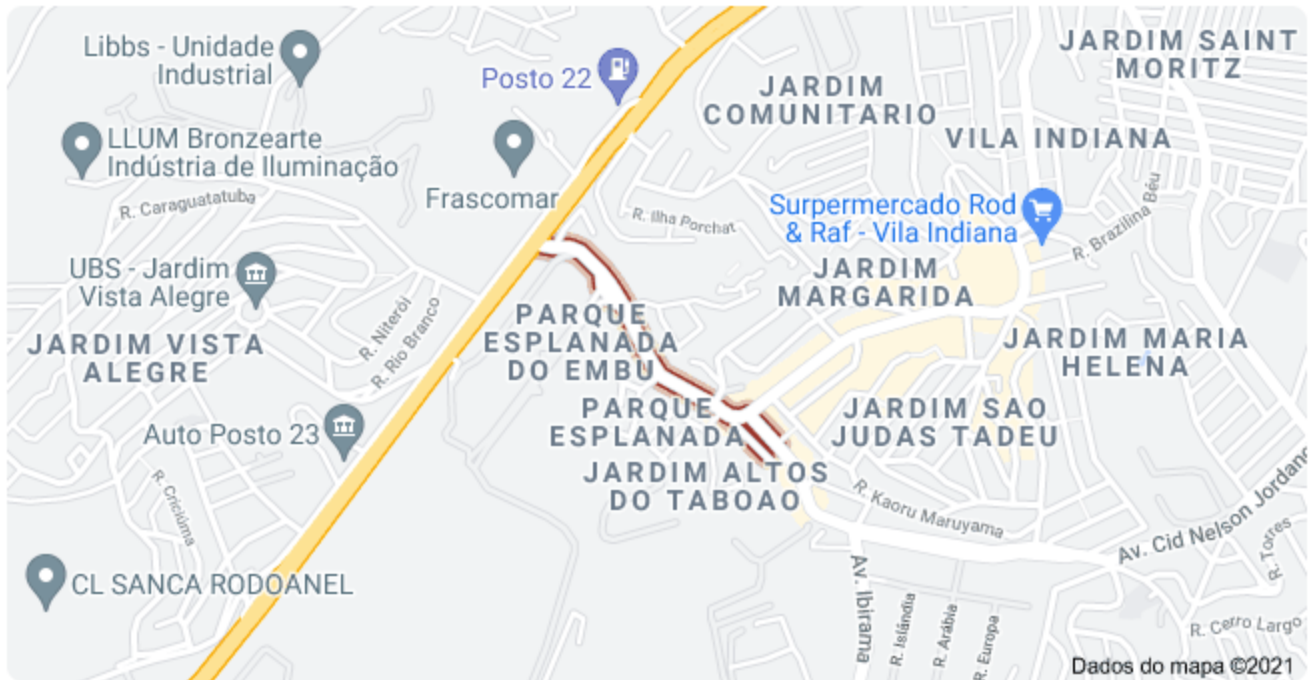 Libbs - Unidade
Industrial
Posto 22
JARDIM SAINT
MORITZ
JARDIM
COMUNITARIO
VILA INDIANA
LLUM Bronzearte
Indústria de Iluminação
R. Caraguatatuba
Frascomar
R. Ilha Porchat
Surpermercado Rod
& Raf - Vila Indiana
R. Brazilina Béu
UBS - Jardim
Vista Alegre
JARDIM
MARGARIDA
R. Niterói
R. Rio Branco
PARQUE
ESPLANADA
DO EMBU
JARDIM VISTA
ALEGRE
JARDIM MARIA
HELENA
PARQUE
ESPLANADA
JARDIM SAO
JUDAS TADEU
Auto Posto 23
JARDIM ALTOS
DO TABOAO
R. Criciúma
R. Kaoru Maruyama
Av. Cid Nelson Jordano
R. Torres
CL SANCA RODOANEL
Av. Ibirama
R. Islândia
R. Arábia
R. Europa
R. Cerro Largo
Dados do mapa ©2021